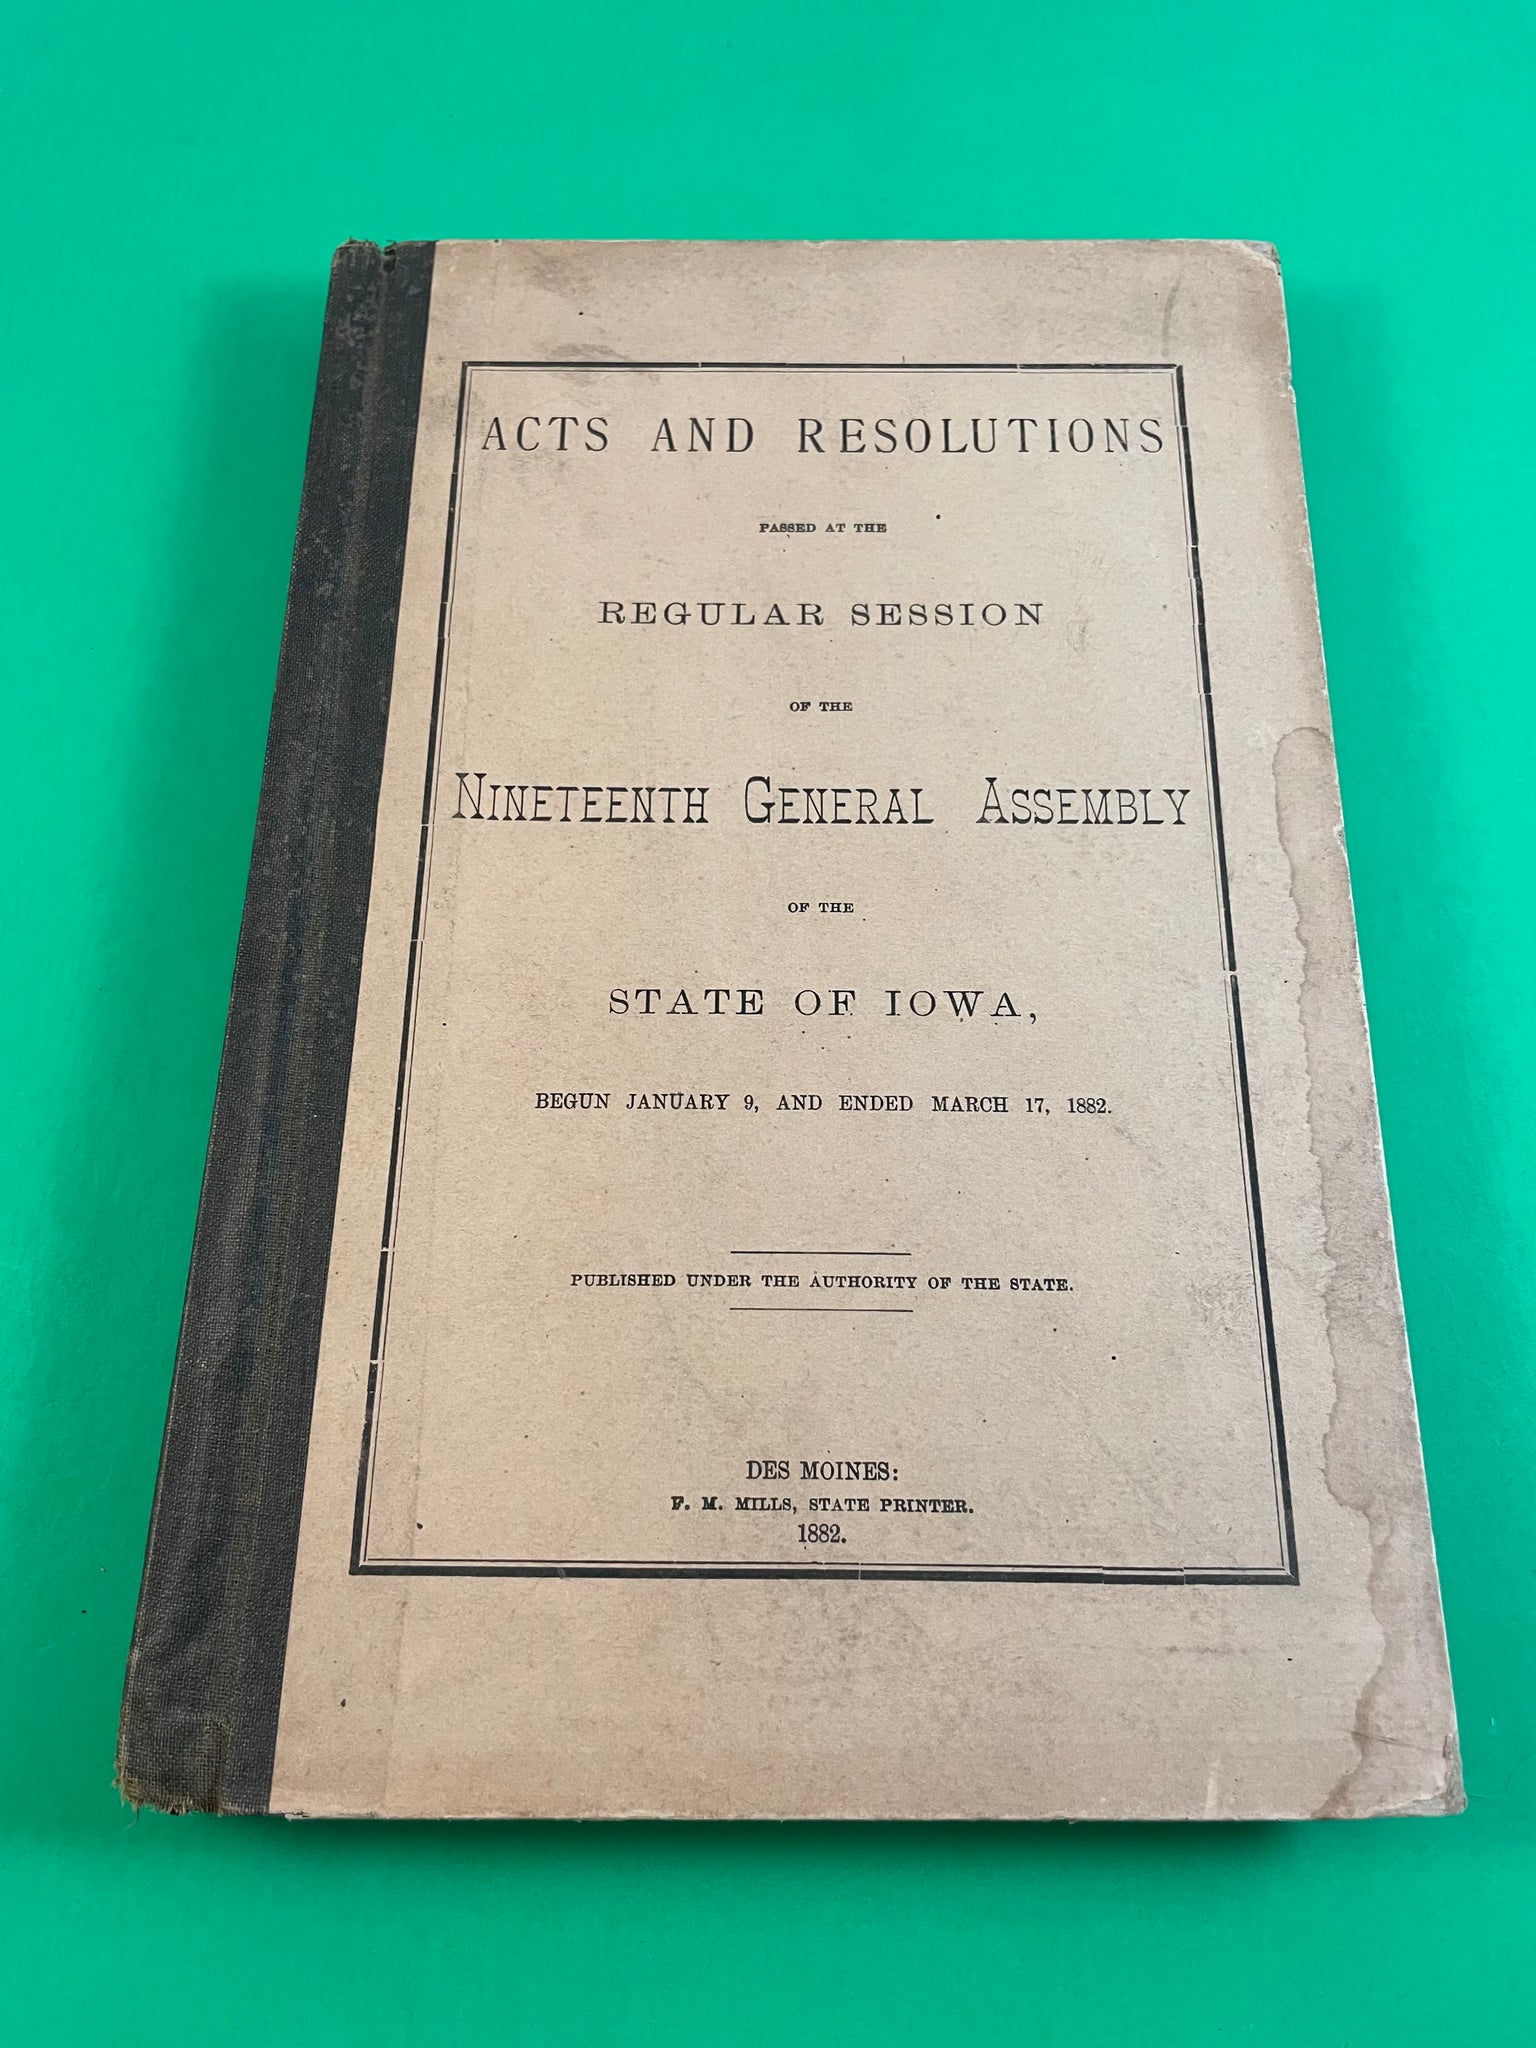 ACTS AND RESOLUTIONS
PASSED AT THE
REGULAR SESSION
OF THE
NINETEENTH GENERAL ASSEMBLY
OF THE
STATE OF IOWA,
BEGUN JANUARY 9, AND ENDED MARCH 17, 1882.
PUBLISHED UNDER THE AUTHORITY OF THE STATE.
DES MOINES:
F. M. MILLS, STATE PRINTER.
1882.